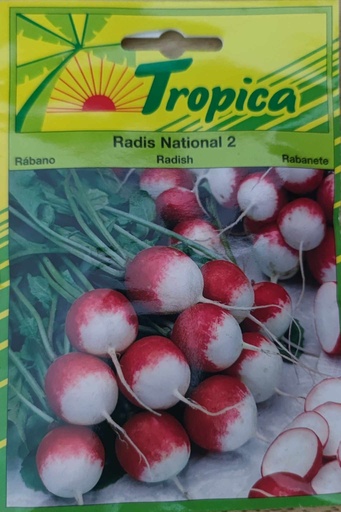 Tropica
Radis National 2
Rábano Radish Rabanete